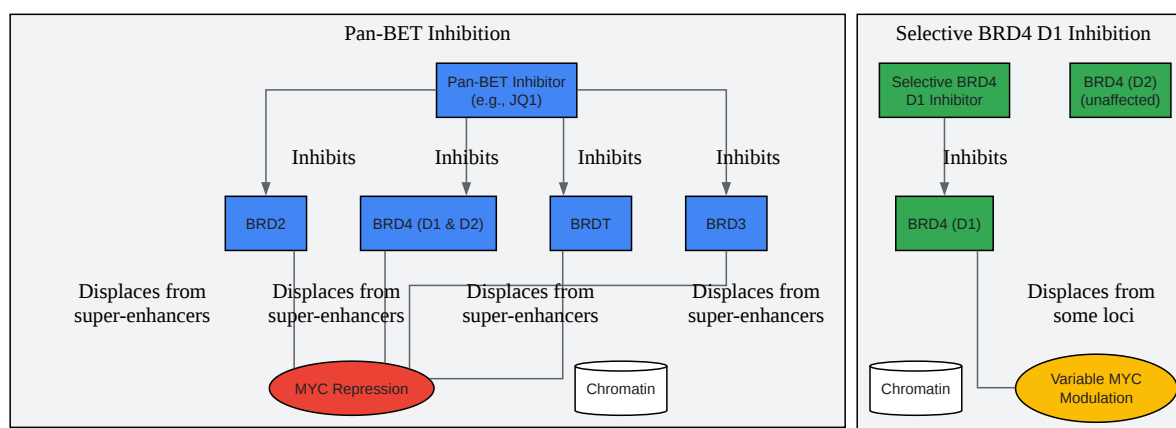 Pan-BET Inhibition
Pan-BET Inhibitor
(e.g., JQ1)
Inhibits
Inhibits
Inhibits
Inhibits
BRD2
BRD4 (D1 & D2)
BRDT
BRD3
Displaces from
super-enhancers
Displaces from
super-enhancers
Displaces from
super-enhancers
Displaces from
super-enhancers
MYC Repression
Chromatin
Selective BRD4 D1 Inhibition
Selective BRD4
D1 Inhibitor
BRD4 (D2)
(unaffected)
Inhibits
BRD4 (D1)
Displaces from
some loci
Chromatin
Variable MYC
Modulation